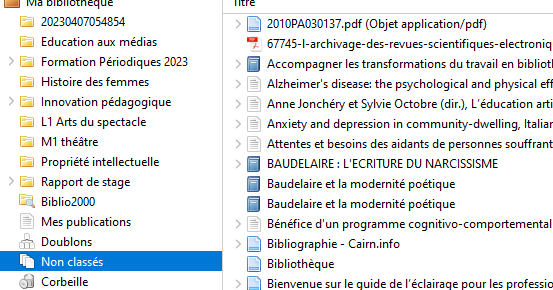 Ma bibliothèque
20230407054854
Education aux médias
Formation Périodiques 2023
Histoire des femmes
Innovation pédagogique
L1 Arts du spectacle
M1 théâtre
Propriété intellectuelle
Rapport de stage
Biblio2000
Mes publications
Doublons
Non classés
Corbeille
Titre
2010PA030137.pdf (Objet application/pdf)
67745-l-archivage-des-revues-scientifiques-electroniq
Accompagner les transformations du travail en biblioth
Alzheimer's disease: the psychological and physical eff
Anne Jonchéry et Sylvie Octobre (dir.), L'éducation arti
Anxiety and depression in community-dwelling, Italian
Attentes et besoins des aidants de personnes souffrant
BAUDELAIRE : L'ECRITURE DU NARCISSISME
Baudelaire et la modernité poétique
Baudelaire et la modernité poétique
Bénéfice d'un programme cognitivo-comportemental
Bibliographie - Cairn.info
Bibliothèque
Bienvenue sur le guide de l'éclairage pour les professio